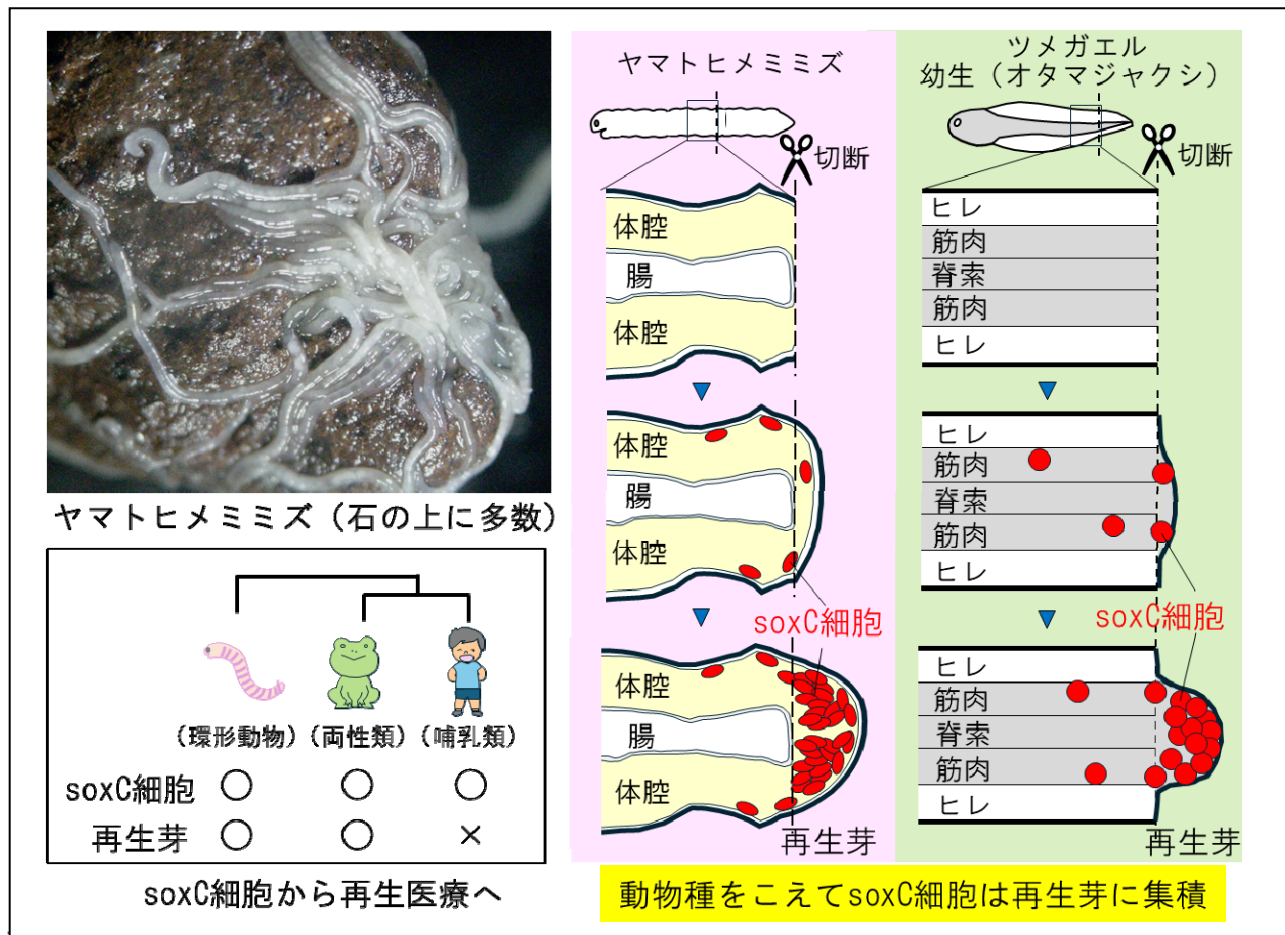 ヤマトヒメミミズ（石の上に多数）
(環形動物)
(両性類)
(哺乳類)
soxC細胞 ○ ○ ○
再生芽 ○ ○ ×
soxC細胞から再生医療へ
ヤマトヒメミミズ
切断
体腔
腸
体腔
体腔
腸
体腔
soxC細胞
体腔
腸
体腔
再生芽
ツメガエル
幼生（オタマジャクシ）
切断
ヒレ
筋肉
脊索
筋肉
ヒレ
ヒレ
筋肉
脊索
筋肉
ヒレ
soxC細胞
ヒレ
筋肉
脊索
筋肉
ヒレ
再生芽
動物種をこえてsoxC細胞は再生芽に集積